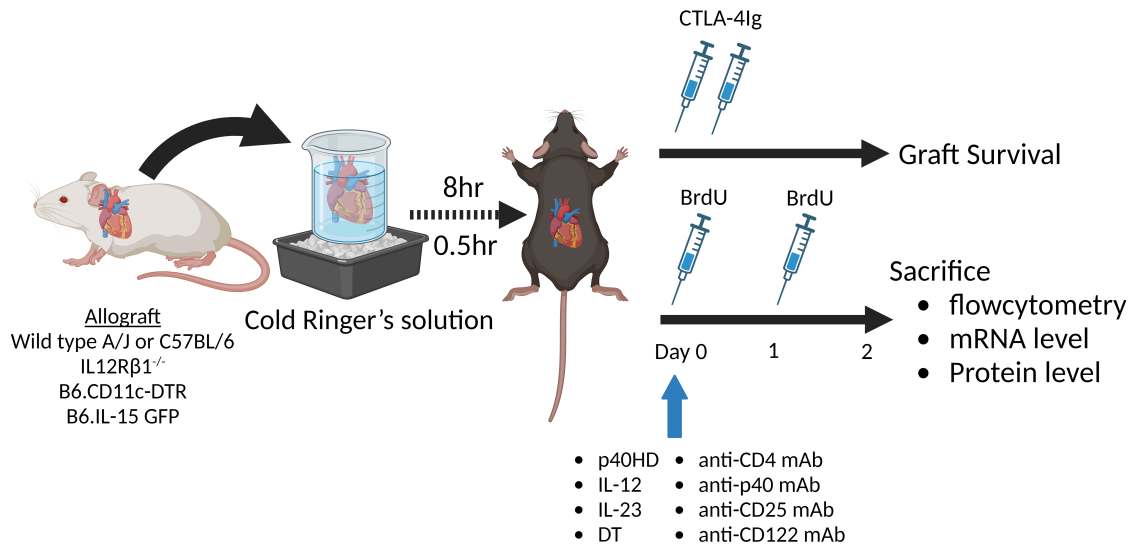 CTLA-4Ig
Graft Survival
8hr
0.5hr
BrdU
BrdU
Sacrifice
• flowcytometry
• mRNA level
• Protein level
Allograft
Wild type A/J or C57BL/6
IL12Rβ1-/-
B6.CD11c-DTR
B6.IL-15 GFP
Cold Ringer’s solution
Day 0
1
2
• p40HD
• IL-12
• IL-23
• DT
• anti-CD4 mAb
• anti-p40 mAb
• anti-CD25 mAb
• anti-CD122 mAb